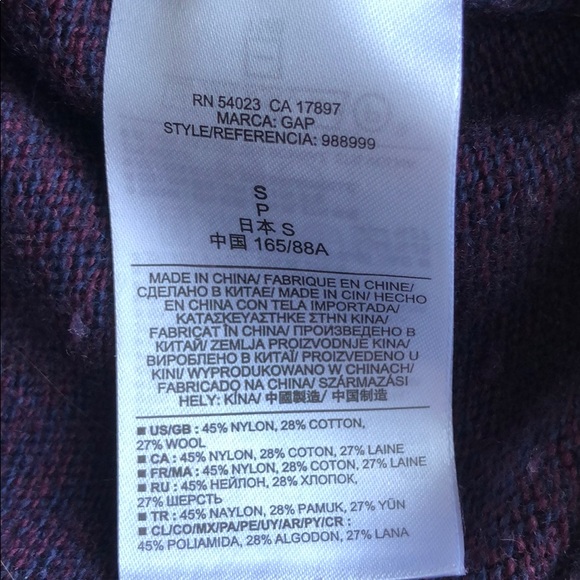 RN 54023 CA 17897
MARCA: GAP
STYLE/REFERENCIA: 988999
S
P
日本 S
中国 165/88A
MADE IN CHINA/ FABRIQUE EN CHINE/
СДЕЛАНО В КИТАЕ/ MADE IN CIN/ HECHO
EN CHINA CON TELA IMPORTADA/
ΚΑΤΑΣΚΕΥΑΣΤΗΚΕ ΣΤΗΝ ΚΙΝΑ/
FABRICAT ÎN CHINA/ ПРОИЗВЕДЕНО В
КИТАЙ/ ZEMLJA PROIZVODNJE KINA/
ВИРОБЛЕНО В КИТАЇ/ PROIZVEDENO U
KINI/ WYPRODUKOWANO W CHINACH/
FABRICADO NA CHINA/ SZÁRMAZÁSI
HELY: KÍNA/ 中國製造/ 中国制造
■ US/GB : 45% NYLON, 28% COTTON,
27% WOOL
■ CA : 45% NYLON, 28% COTON, 27% LAINE
■ FR/MA : 45% NYLON, 28% COTON, 27% LAINE
■ RU : 45% НЕЙЛОН, 28% ХЛОПОК,
27% ШЕРСТЬ
■ TR : 45% NAYLON, 28% PAMUK, 27% YÜN
■ CL/CO/MX/PA/PE/UY/AR/PY/CR :
45% POLIAMIDA, 28% ALGODON, 27% LANA